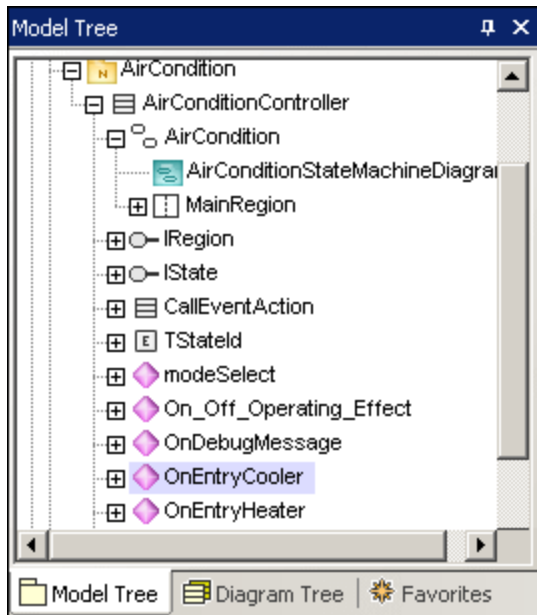 Model Tree
N AirCondition
AirConditionController
AirCondition
AirConditionStateMachineDiagra
MainRegion
IRegion
IState
CallEventAction
E TStateId
modeSelect
On_Off_Operating_Effect
OnDebugMessage
OnEntryCooler
OnEntryHeater
Model Tree Diagram Tree Favorites